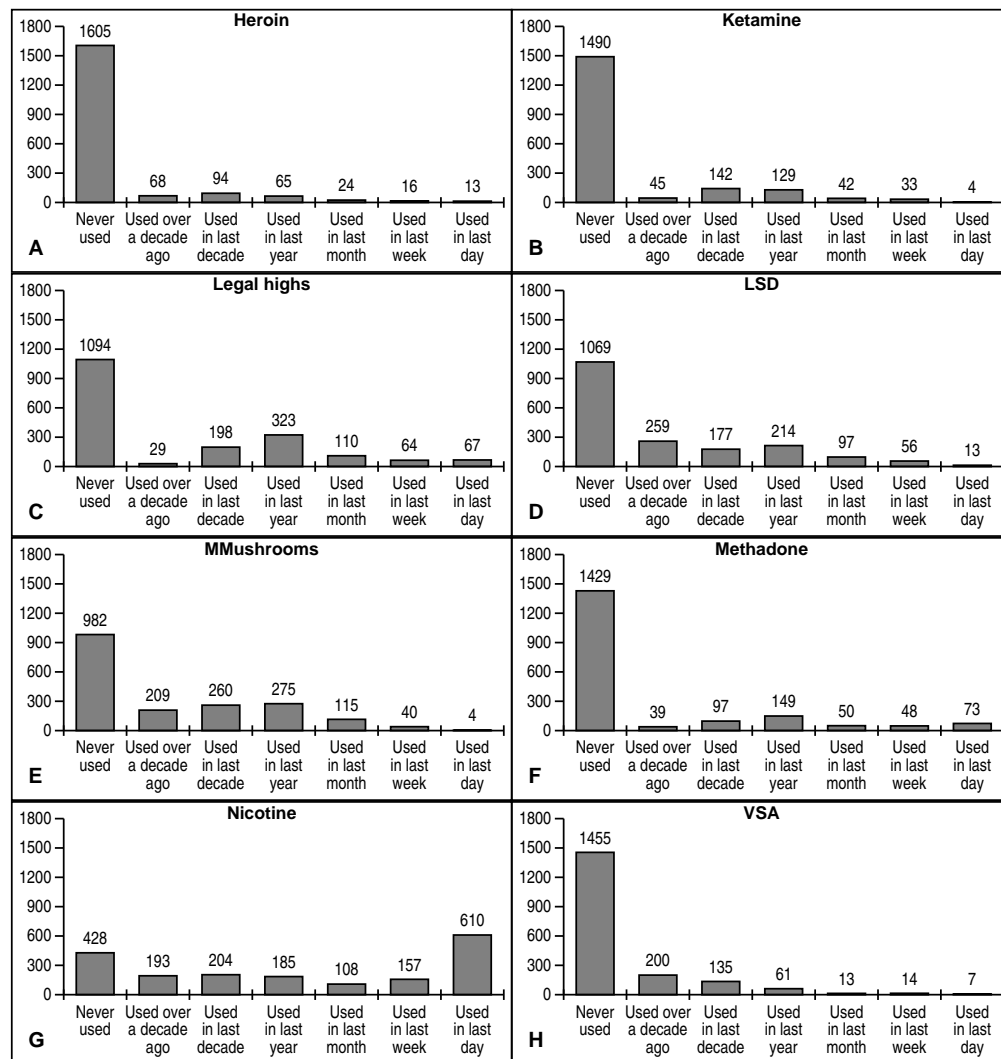 Heroin
1800
1500
1200
900
600
300
0
1605
68
94
65
24
16
13
Never used
Used over a decade ago
Used in last decade
Used in last year
Used in last month
Used in last week
Used in last day
A
Ketamine
1800
1500
1200
900
600
300
0
1490
45
142
129
42
33
4
Never used
Used over a decade ago
Used in last decade
Used in last year
Used in last month
Used in last week
Used in last day
B
Legal highs
1800
1500
1200
900
600
300
0
1094
29
198
323
110
64
67
Never used
Used over a decade ago
Used in last decade
Used in last year
Used in last month
Used in last week
Used in last day
C
LSD
1800
1500
1200
900
600
300
0
1069
259
177
214
97
56
13
Never used
Used over a decade ago
Used in last decade
Used in last year
Used in last month
Used in last week
Used in last day
D
MMushrooms
1800
1500
1200
900
600
300
0
982
209
260
275
115
40
4
Never used
Used over a decade ago
Used in last decade
Used in last year
Used in last month
Used in last week
Used in last day
E
Methadone
1800
1500
1200
900
600
300
0
1429
39
97
149
50
48
73
Never used
Used over a decade ago
Used in last decade
Used in last year
Used in last month
Used in last week
Used in last day
F
Nicotine
1800
1500
1200
900
600
300
0
428
193
204
185
108
157
610
Never used
Used over a decade ago
Used in last decade
Used in last year
Used in last month
Used in last week
Used in last day
G
VSA
1800
1500
1200
900
600
300
0
1455
200
135
61
13
14
7
Never used
Used over a decade ago
Used in last decade
Used in last year
Used in last month
Used in last week
Used in last day
H